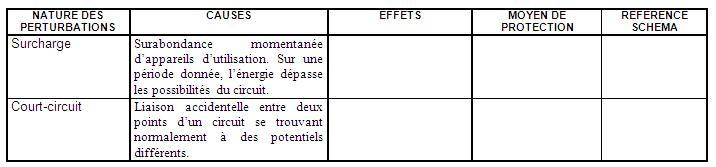 NATURE DES PERTURBATIONS
CAUSES
EFFETS
MOYEN DE PROTECTION
REFERENCE SCHEMA
Surcharge
Surabondance momentanée
d'appareils d'utilisation. Sur une
période donnée, l'énergie dépasse
les possibilités du circuit.
Court-circuit
Liaison accidentelle entre deux
points d'un circuit se trouvant
normalement à des potentiels
différents.